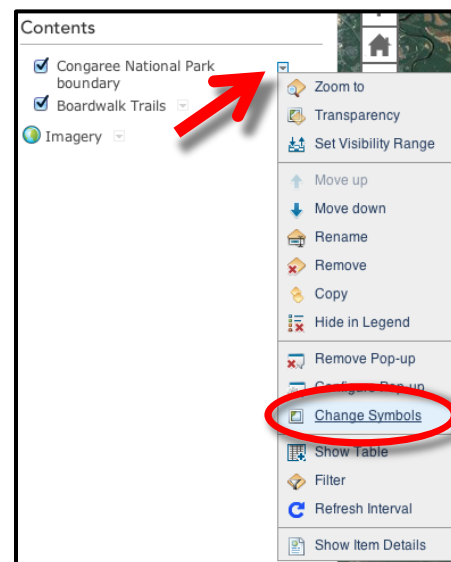 Contents
Congaree National Park
boundary
Boardwalk Trails
Imagery
Zoom to
Transparency
Set Visibility Range
Move up
Move down
Rename
Remove
Copy
Hide in Legend
Remove Pop-up
Configure Pop-up
Change Symbols
Show Table
Filter
Refresh Interval
Show Item Details